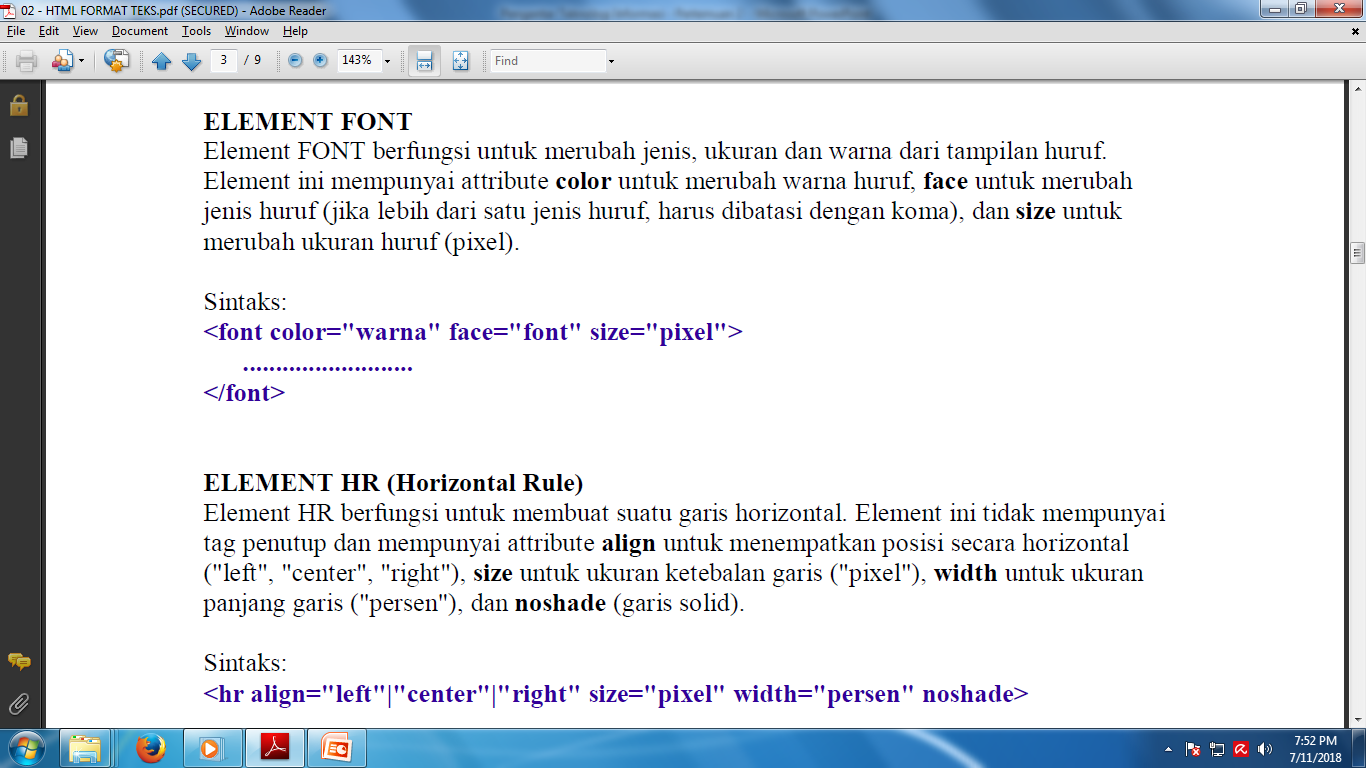 02 - HTML FORMAT TEKS.pdf (SECURED) - Adobe Reader
File Edit View Document Tools Window Help
3 / 9 143% Find
ELEMENT FONT
Element FONT berfungsi untuk merubah jenis, ukuran dan warna dari tampilan huruf.
Element ini mempunyai attribute color untuk merubah warna huruf, face untuk merubah
jenis huruf (jika lebih dari satu jenis huruf, harus dibatasi dengan koma), dan size untuk
merubah ukuran huruf (pixel).
Sintaks:
<font color="warna" face="font" size="pixel">
..........................
</font>
ELEMENT HR (Horizontal Rule)
Element HR berfungsi untuk membuat suatu garis horizontal. Element ini tidak mempunyai
tag penutup dan mempunyai attribute align untuk menempatkan posisi secara horizontal
("left", "center", "right"), size untuk ukuran ketebalan garis ("pixel"), width untuk ukuran
panjang garis ("persen"), dan noshade (garis solid).
Sintaks:
<hr align="left"|"center"|"right" size="pixel" width="persen" noshade>
7:52 PM
7/11/2018